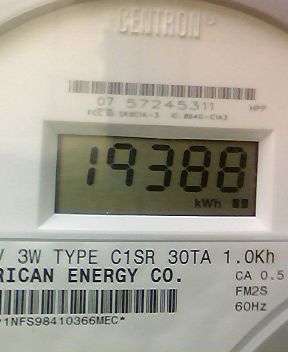 CENTRON®
07 57245311 HPP
19388
kWh
V 3W TYPE C1SR 30TA 1.0Kh
RICAN ENERGY CO.
CA 0.5
FM2S
60Hz
*1NFS98410366MEC*